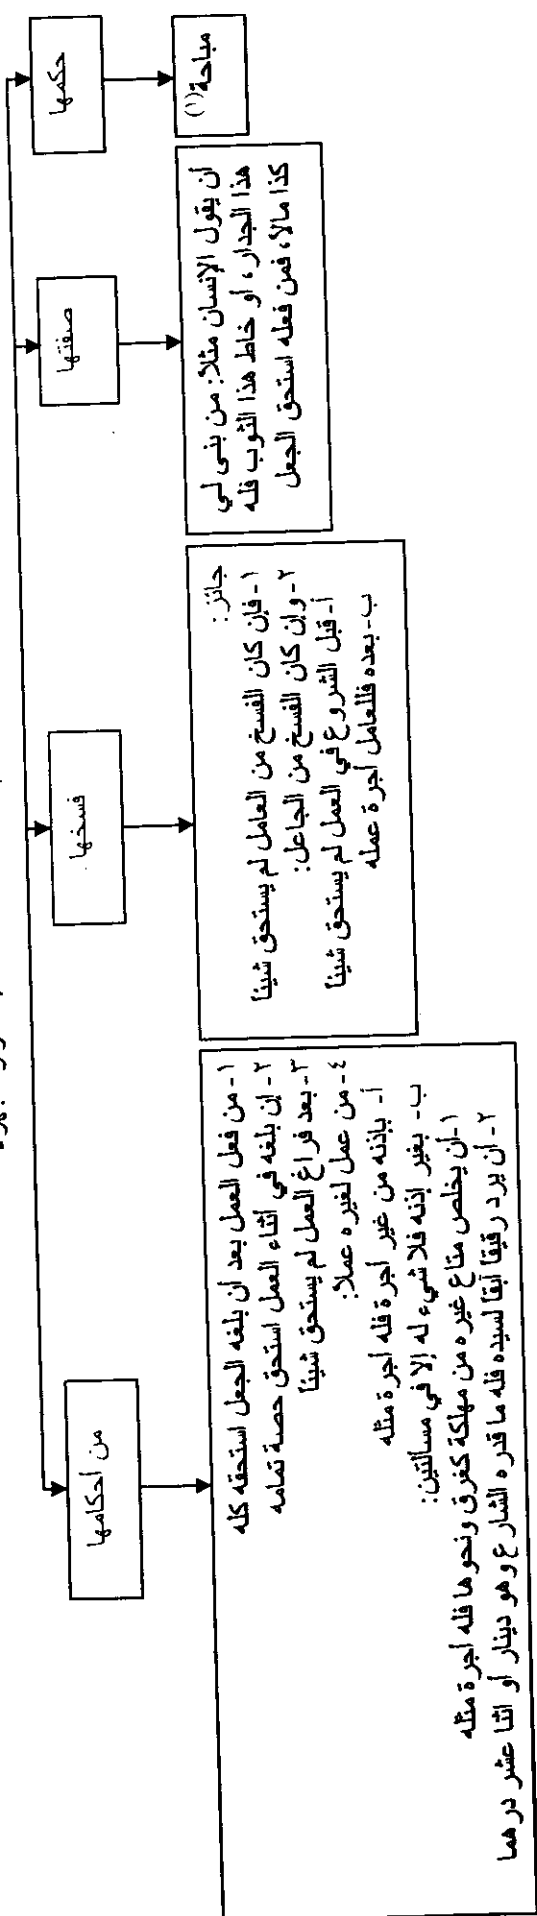 حكمها
مباحة(١)
صفتها
أن يقول الإنسان مثلاً: من بنى لي
هذا الجدار، أو خاط هذا الثوب فله
كذا مالاً، فمن فعله استحق الجعل
فسخها
جائز:
١- فإن كان الفسخ من العامل لم يستحق شيئاً
٢- وإن كان الفسخ من الجاعل:
أ- قبل الشروع في العمل لم يستحق شيئاً
ب- بعده فللعامل أجرة عمله
من أحكامها
١- من فعل العمل بعد أن بلغه الجعل استحقه كله
٢- إن بلغه في أثناء العمل استحق حصة تمامه
٣- بعد فراغ العمل لم يستحق شيئاً
٤- من عمل لغيره عملاً:
أ- بإذنه من غير أجرة فله أجرة مثله
ب- بغير إذنه فلا شيء له إلا في مسألتين:
١- أن يخلص متاع غيره من مهلكة كغرق ونحوها فله أجرة مثله
٢- أن يرد رقيقاً آبقاً لسيده فله ما قدره الشارع وهو دينار أو اثنا عشر درهما